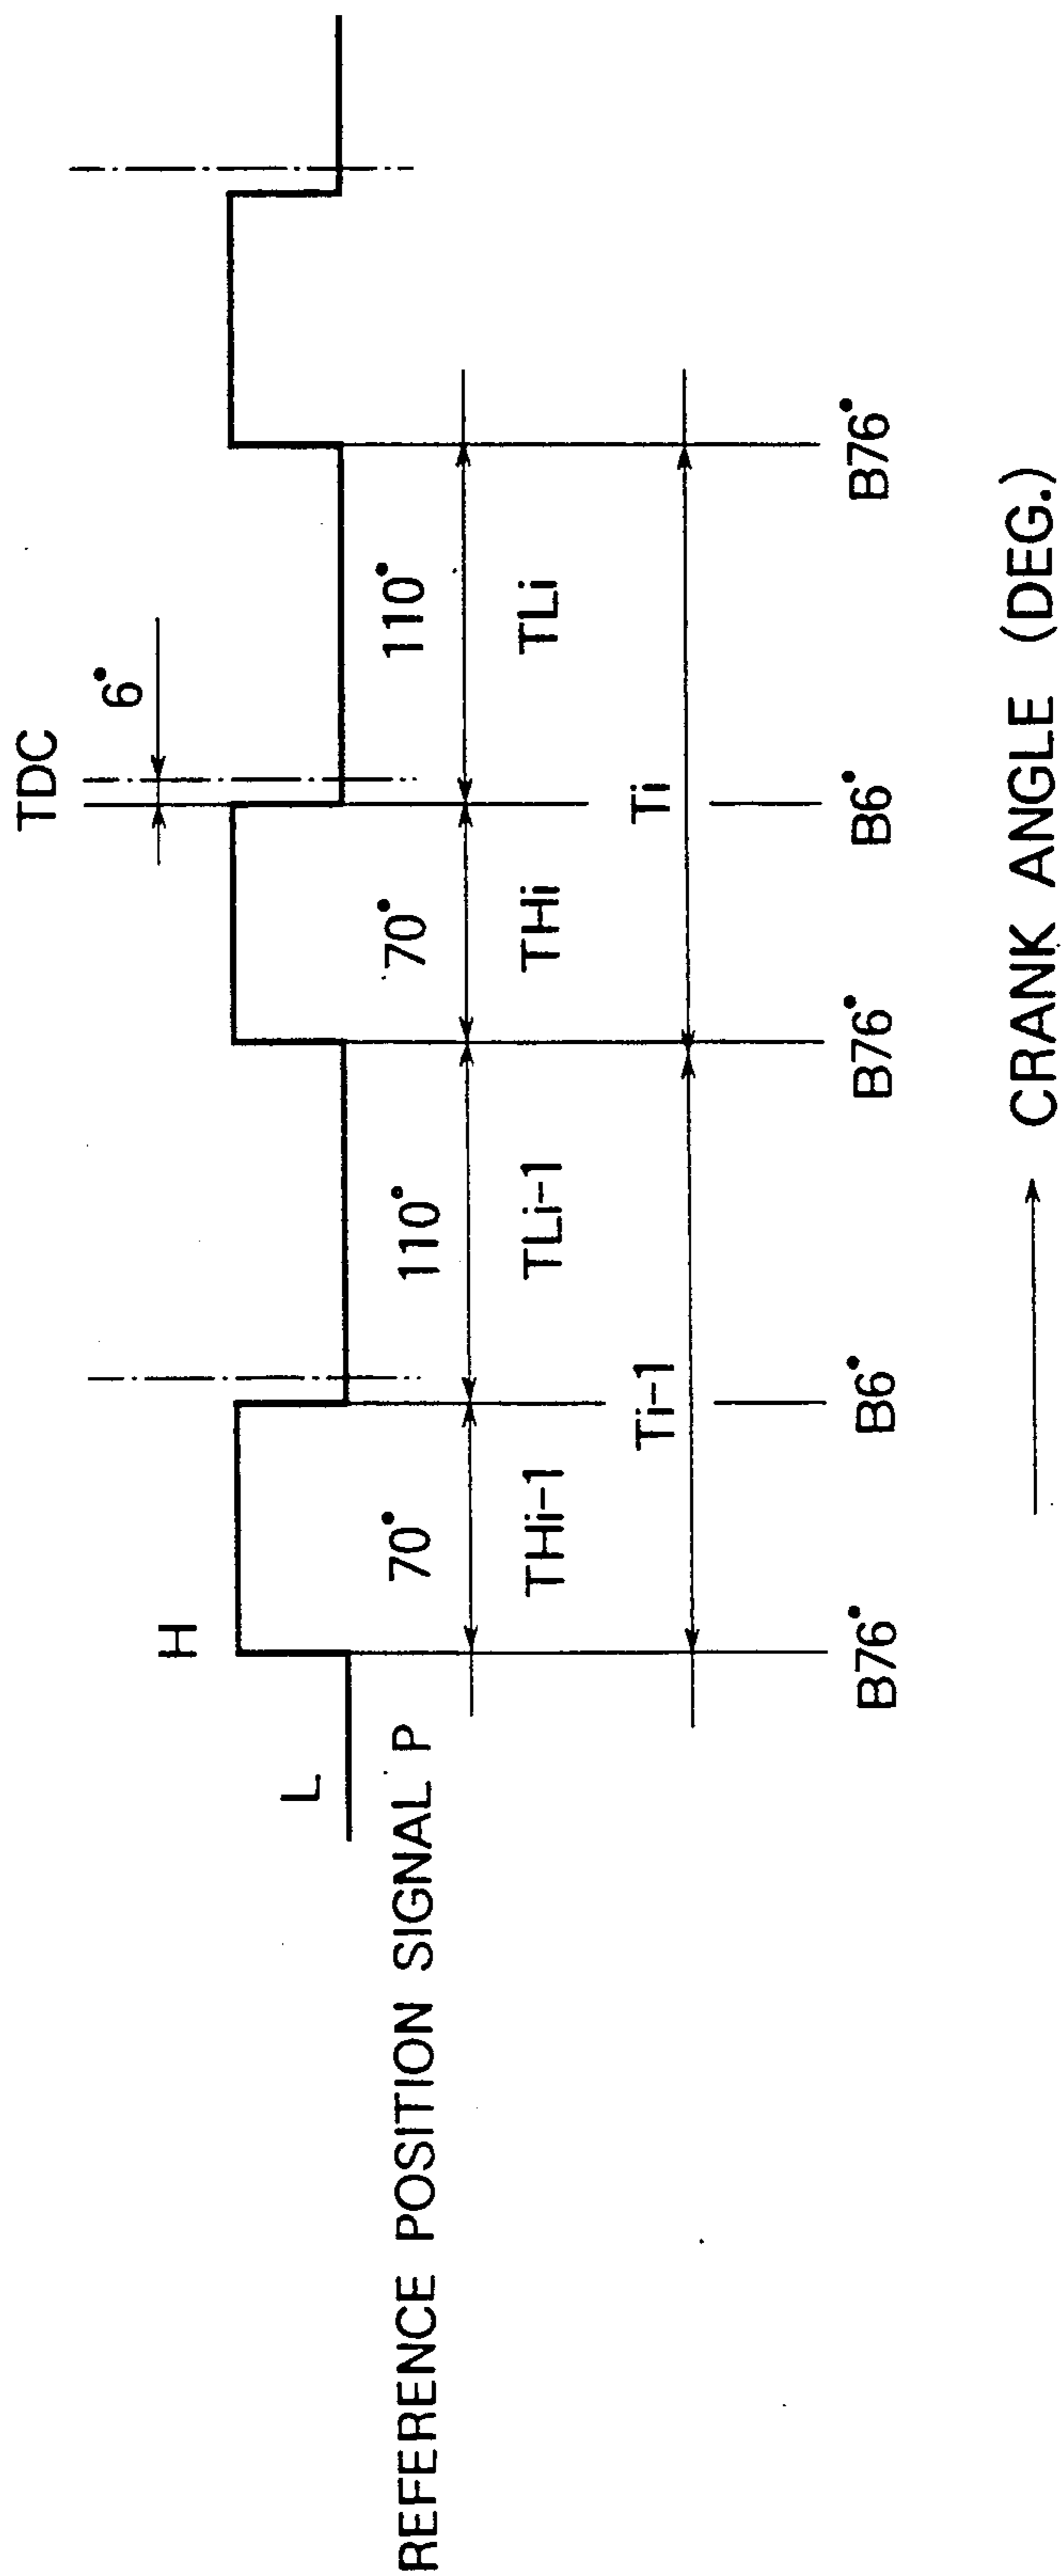 TDC
6°
H
L
REFERENCE POSITION SIGNAL P
70°
110°
70°
110°
THi-1
TLi-1
THi
TLi
Ti-1
Ti
B76°
B6°
B76°
B6°
B76°
CRANK ANGLE (DEG.)